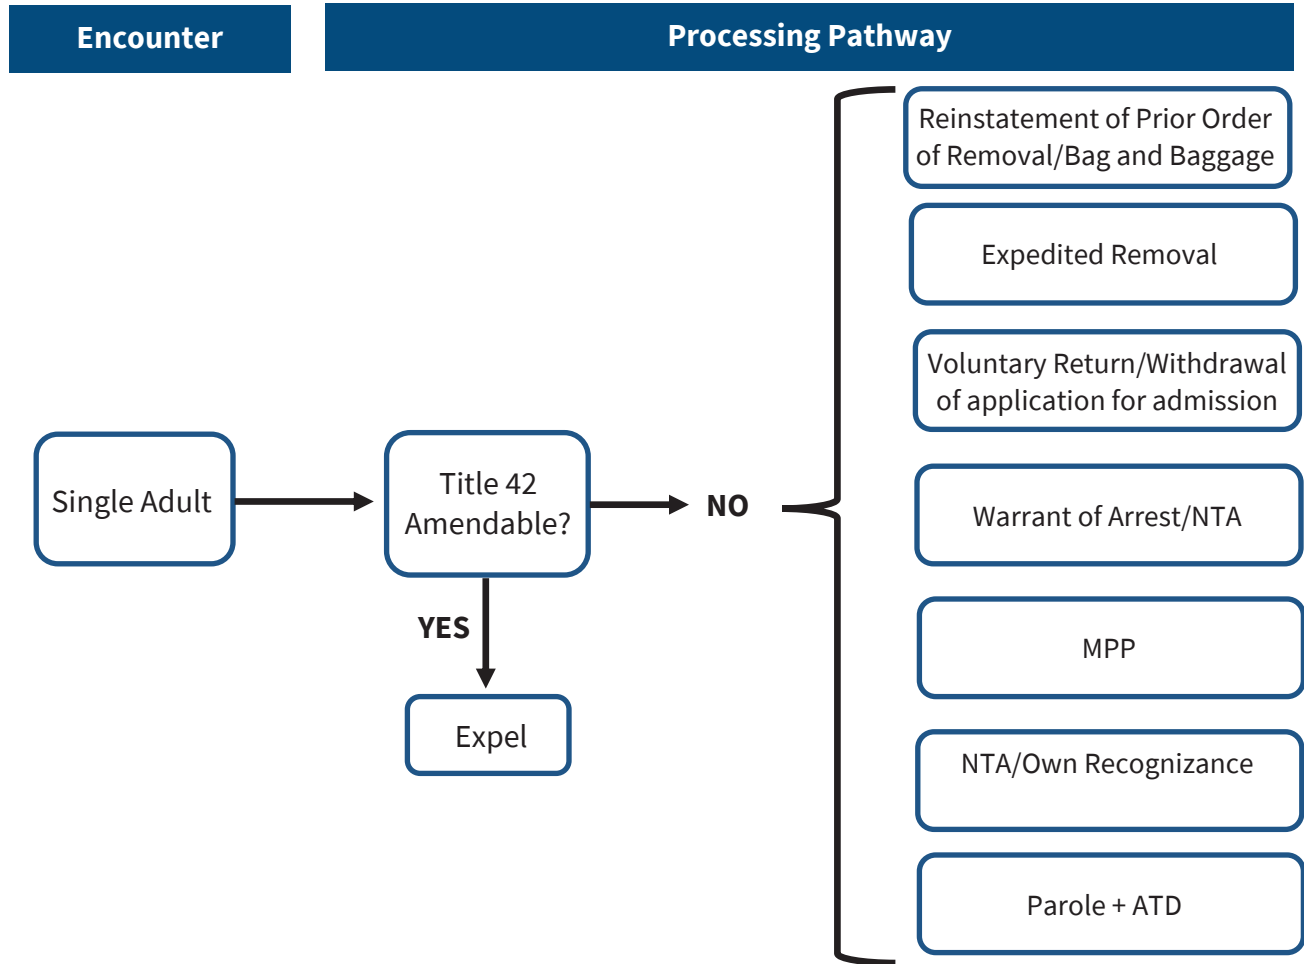 Encounter
Processing Pathway
Single Adult
Title 42
Amendable?
NO
YES
Expel
Reinstatement of Prior Order
of Removal/Bag and Baggage
Expedited Removal
Voluntary Return/Withdrawal
of application for admission
Warrant of Arrest/NTA
MPP
NTA/Own Recognizance
Parole + ATD